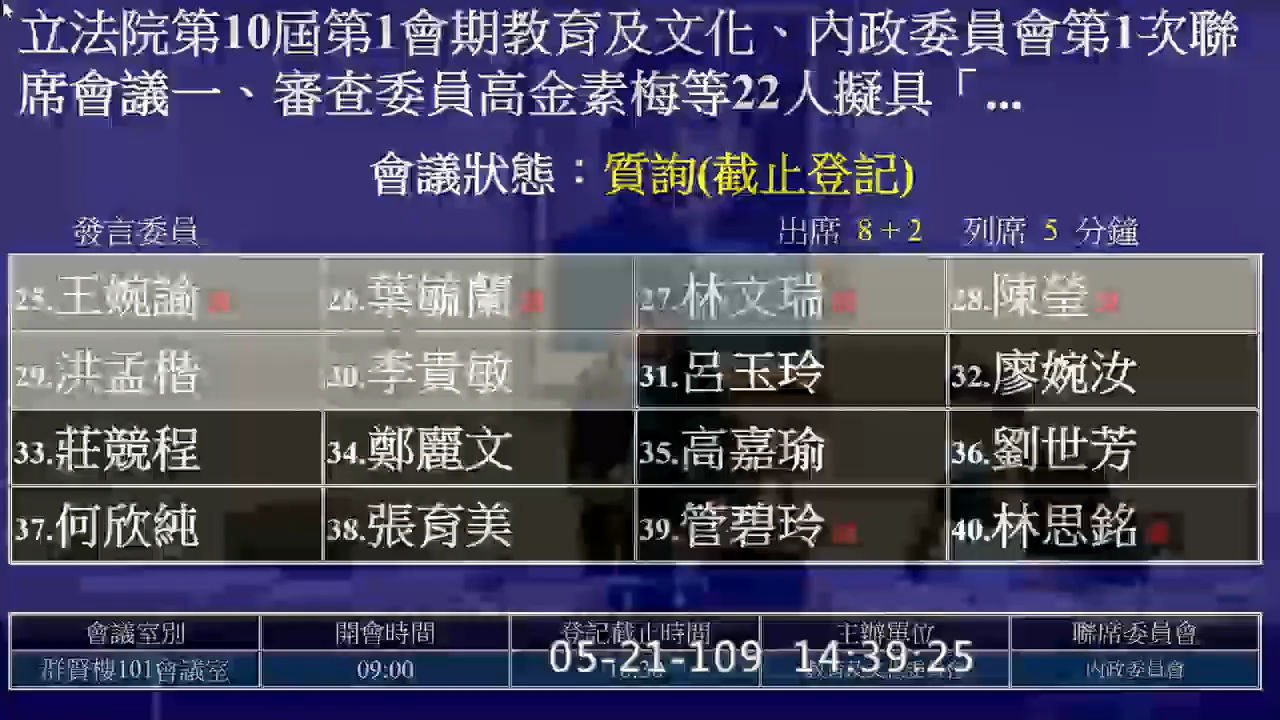 立法院第10屆第1會期教育及文化、內政委員會第1次聯
席會議一、審查委員高金素梅等22人擬具「...
會議狀態：質詢(截止登記)
發言委員 出席 8+2 列席 5 分鐘
25.王婉諭 26.葉毓蘭 27.林文瑞 28.陳瑩
29.洪孟楷 30.李貴敏 31.呂玉玲 32.廖婉汝
33.莊競程 34.鄭麗文 35.高嘉瑜 36.劉世芳
37.何欣純 38.張育美 39.管碧玲 40.林思銘
會議室別 開會時間 登記截止時間 主辦單位 聯席委員會
群賢樓101會議室 09:00 內政委員會
05-21-109 14:39:25